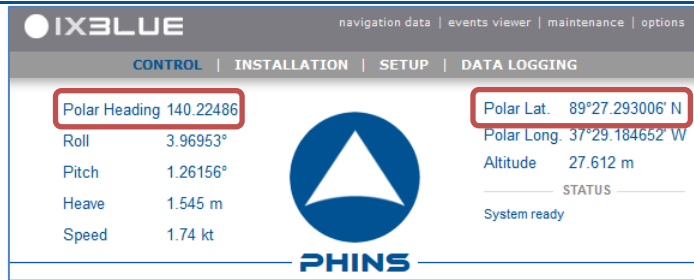 IXBLUE
navigation data | events viewer | maintenance | options
CONTROL | INSTALLATION | SETUP | DATA LOGGING
Polar Heading 140.22486
Roll 3.96953°
Pitch 1.26156°
Heave 1.545 m
Speed 1.74 kt
Polar Lat. 89°27.293006' N
Polar Long. 37°29.184652' W
Altitude 27.612 m
STATUS
System ready
PHINS